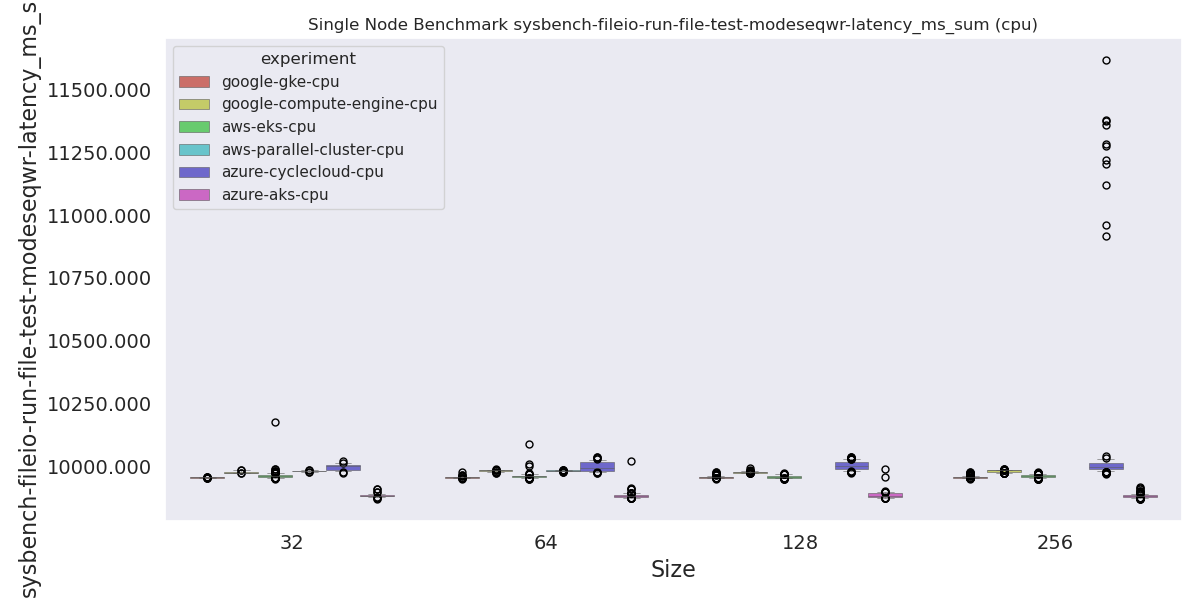 Single Node Benchmark sysbench-fileio-run-file-test-modeseqwr-latency_ms_sum (cpu)
sysbench-fileio-run-file-test-modeseqwr-latency_ms_s
11500.000
11250.000
11000.000
10750.000
10500.000
10250.000
10000.000
experiment
google-gke-cpu
google-compute-engine-cpu
aws-eks-cpu
aws-parallel-cluster-cpu
azure-cyclecloud-cpu
azure-aks-cpu
32 64 128 256
Size